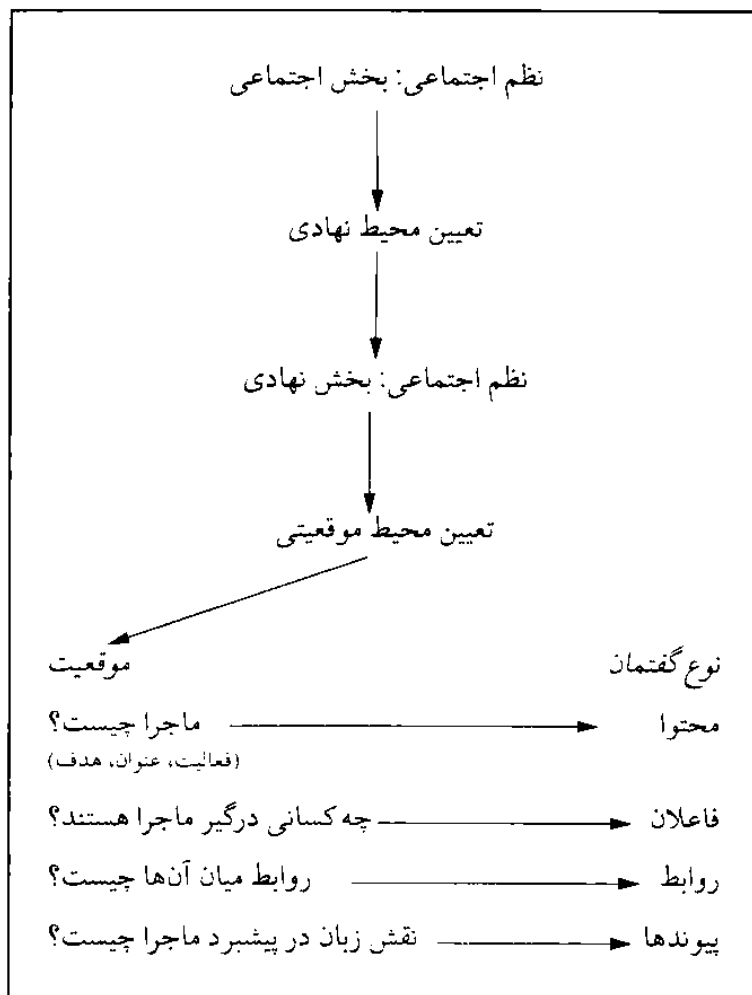 نظم اجتماعی: بخش اجتماعی
تعیین محیط نهادی
نظم اجتماعی: بخش نهادی
تعیین محیط موقعیتی
نوع گفتمان موقعیت
محتوا ماجرا چیست؟
(فعالیت، عنوان، هدف)
فاعلان چه کسانی درگیر ماجرا هستند؟
روابط روابط میان آن‌ها چیست؟
پیوندها نقش زبان در پیشبرد ماجرا چیست؟